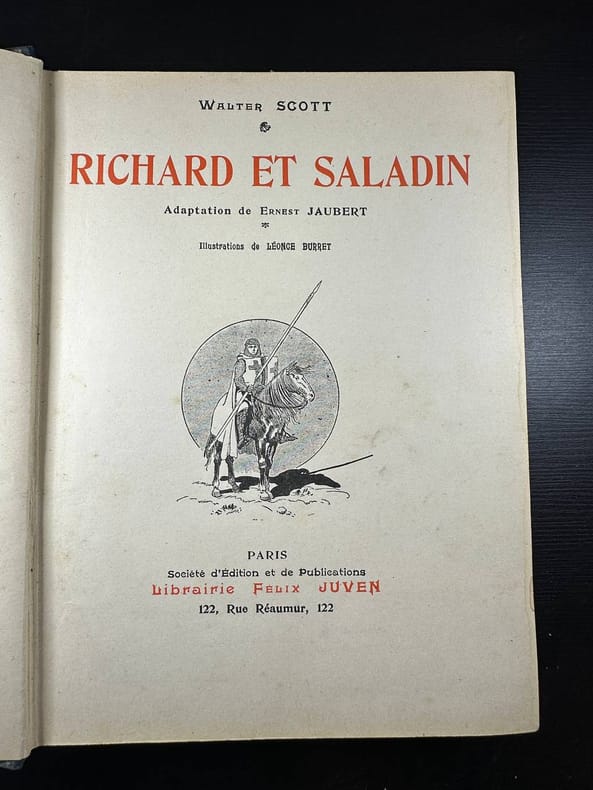 WALTER SCOTT
RICHARD ET SALADIN
Adaptation de ERNEST JAUBERT
Illustrations de LÉONCE BURRET
PARIS
Société d'Édition et de Publications
Librairie FÉLIX JUVEN
122, Rue Réaumur, 122